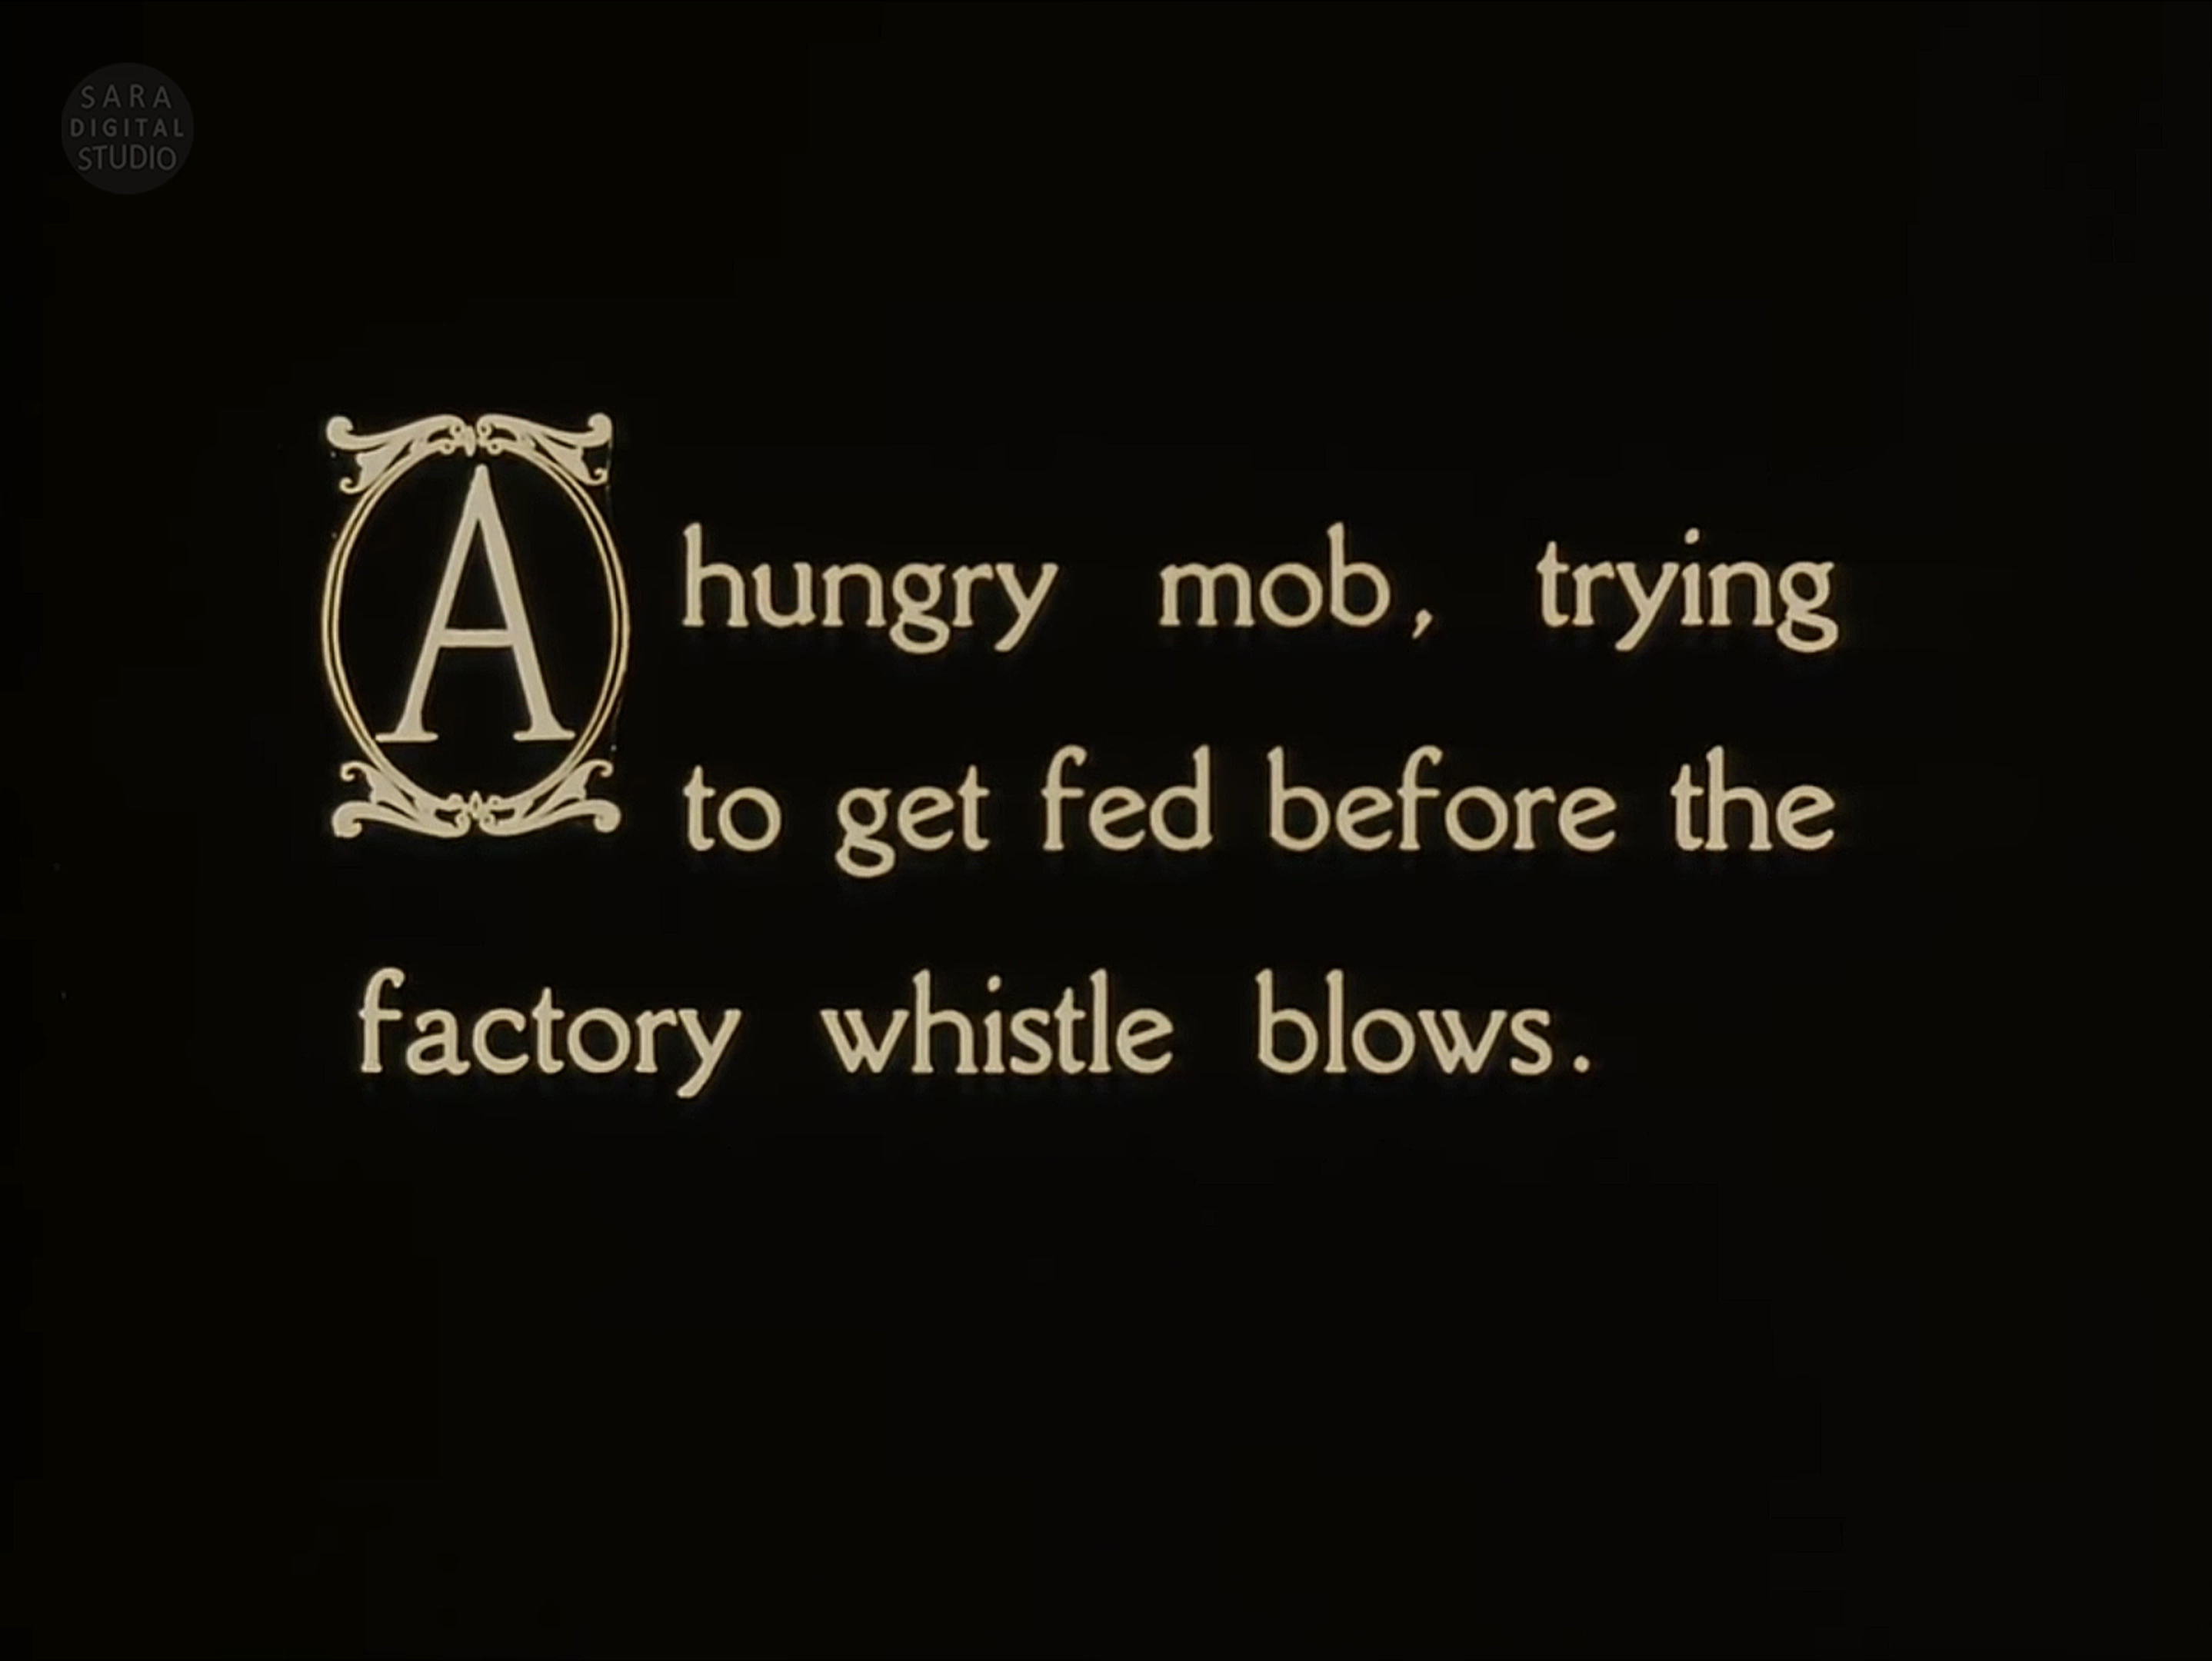 SARA
DIGITAL
STUDIO
A hungry mob, trying
to get fed before the
factory whistle blows.